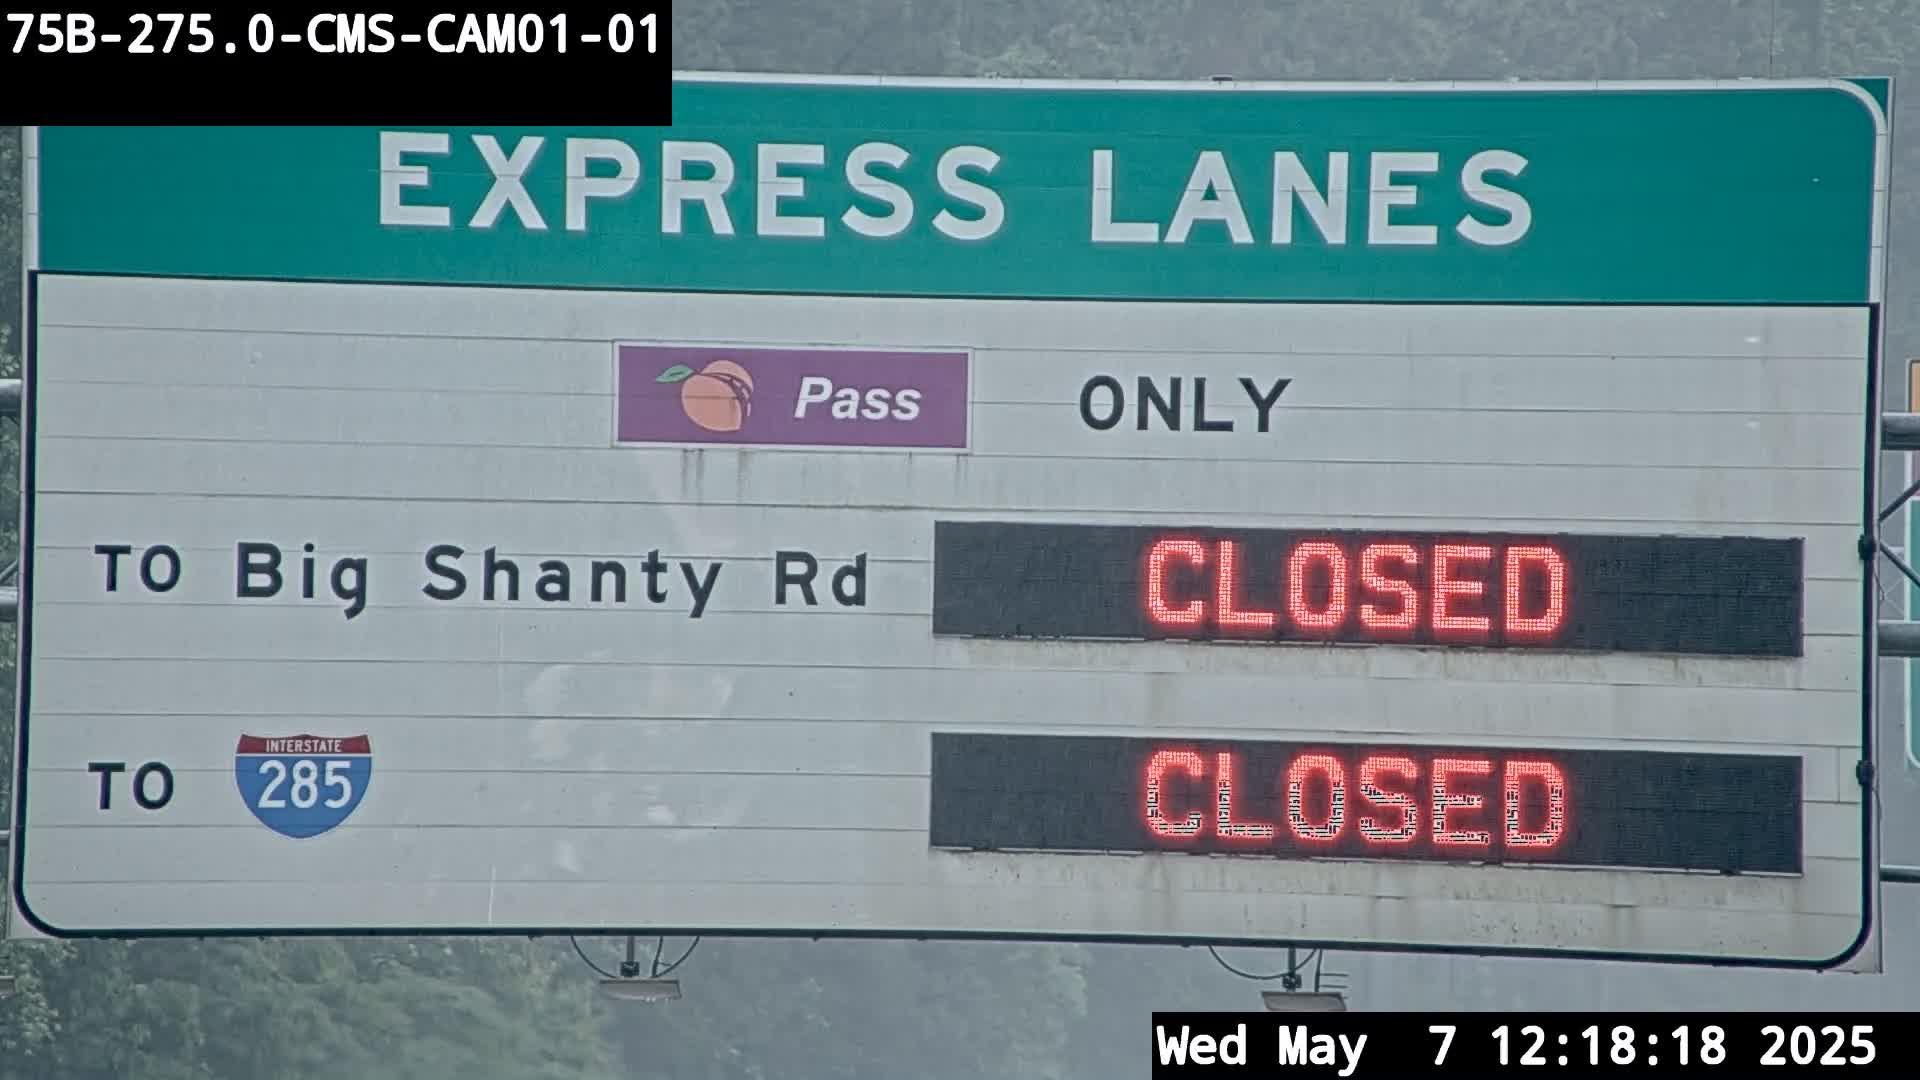 75B-275.0-CMS-CAM01-01
EXPRESS LANES
Pass ONLY
TO Big Shanty Rd CLOSED
INTERSTATE
TO 285 CLOSED
Wed May 7 12:18:18 2025